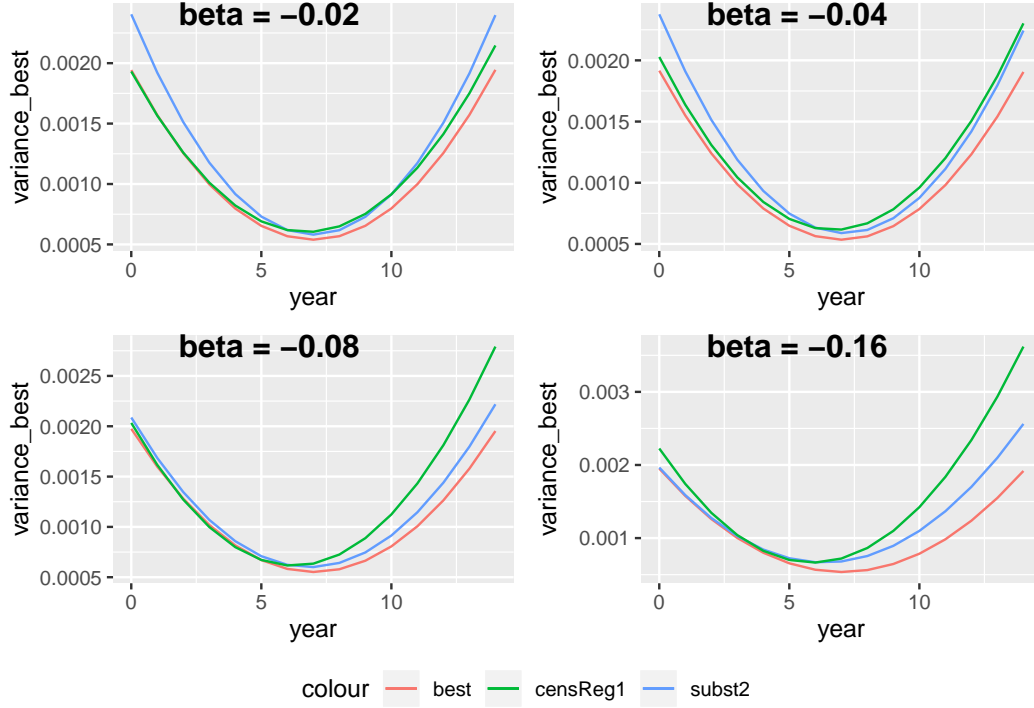 beta = −0.02
variance_best
0.0020
0.0015
0.0010
0.0005
0 5 10
year
beta = −0.04
variance_best
0.0020
0.0015
0.0010
0.0005
0 5 10
year
beta = −0.08
variance_best
0.0025
0.0020
0.0015
0.0010
0.0005
0 5 10
year
beta = −0.16
variance_best
0.003
0.002
0.001
0 5 10
year
colour best censReg1 subst2